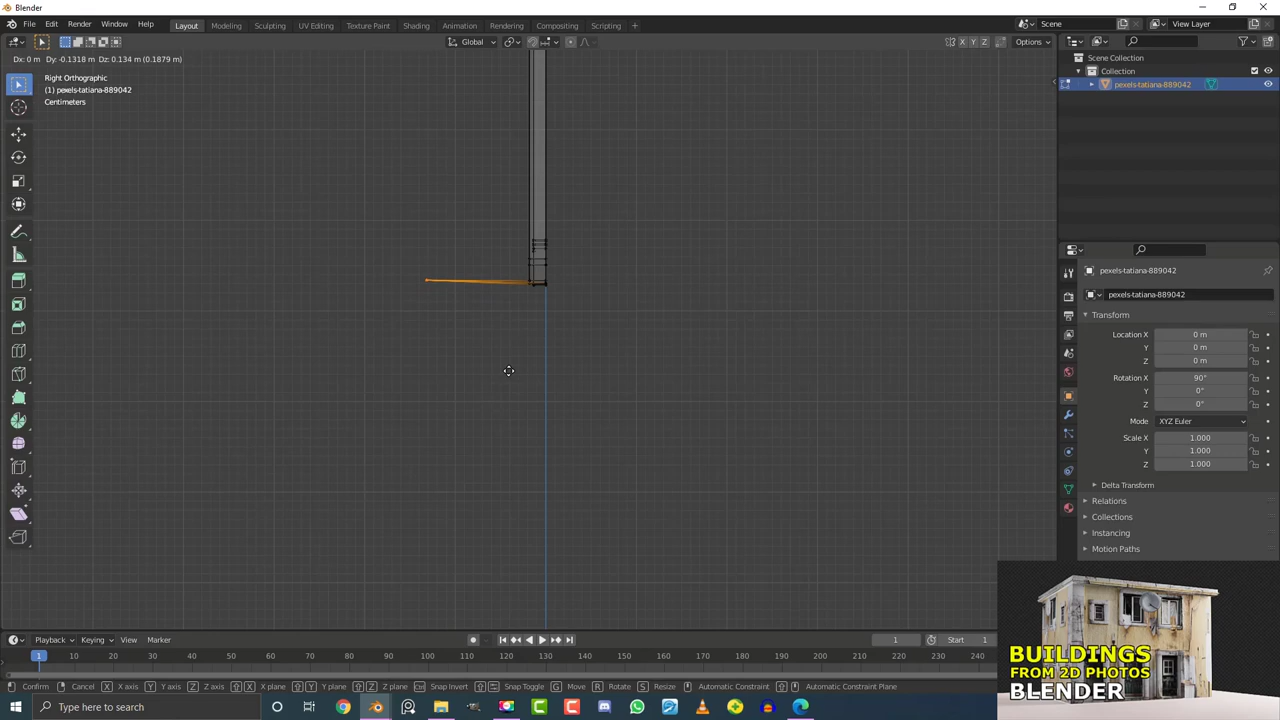 Blender
File Edit Render Window Help Layout Modeling Sculpting UV Editing Texture Paint Shading Animation Rendering Compositing Scripting + Scene View Layer
Global X Y Z Options
Dx: 0 m Dy: -0.1318 m Dz: 0.134 m (0.1879 m)
Right Orthographic
(1) pexels-tatiana-889042
Centimeters
Scene Collection
Collection
pexels-tatiana-889042
pexels-tatiana-889042
pexels-tatiana-889042
Transform
Location X 0 m
Y 0 m
Z 0 m
Rotation X 90°
Y 0°
Z 0°
Mode XYZ Euler
Scale X 1.000
Y 1.000
Z 1.000
Delta Transform
Relations
Collections
Instancing
Motion Paths
BUILDINGS
FROM 2D PHOTOS
BLENDER
Playback Keying View Marker 1 Start 1
1 10 20 30 40 50 60 70 80 90 100 110 120 130 140 150 160 170 180 190 200 210 220 230 240
Confirm Cancel X X axis Y Y axis Z Z axis X X plane Y Y plane Z Z plane Snap Invert Snap Toggle G Move R Rotate S Resize Automatic Constraint Automatic Constraint Plane
Type here to search